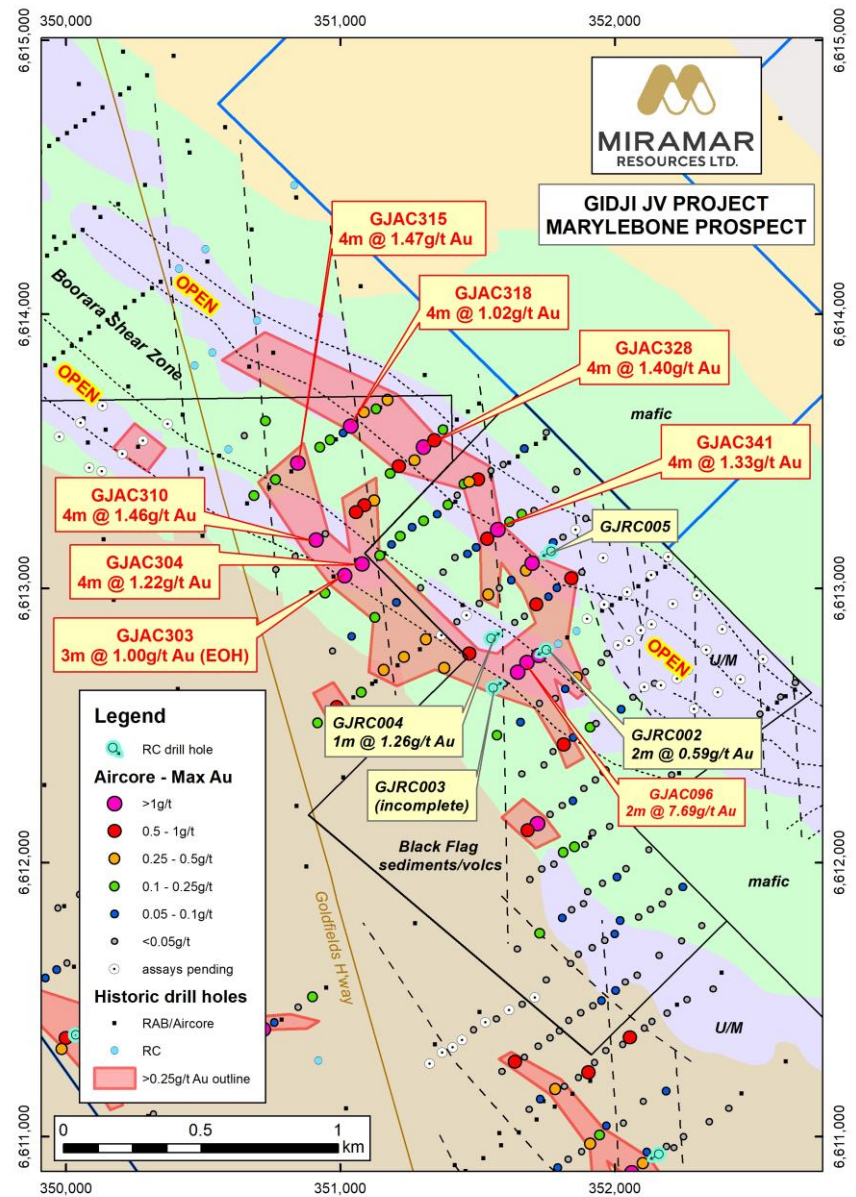 350,000
351,000
352,000
6,615,000
6,615,000
MIRAMAR
RESOURCES LTD.
GIDJI JV PROJECT
MARYLEBONE PROSPECT
GJAC315
4m @ 1.47g/t Au
OPEN
GJAC318
4m @ 1.02g/t Au
6,614,000
6,614,000
Boorara Shear Zone
GJAC328
4m @ 1.40g/t Au
OPEN
mafic
GJAC341
4m @ 1.33g/t Au
GJAC310
4m @ 1.46g/t Au
GJRC005
GJAC304
4m @ 1.22g/t Au
6,613,000
6,613,000
GJAC303
3m @ 1.00g/t Au (EOH)
OPEN
U/M
GJRC004
1m @ 1.26g/t Au
GJRC002
2m @ 0.59g/t Au
GJRC003
(incomplete)
GJAC096
2m @ 7.69g/t Au
Black Flag
sediments/volcs
mafic
6,612,000
6,612,000
Goldfields H'way
U/M
Legend
RC drill hole
Aircore - Max Au
>1g/t
0.5 - 1g/t
0.25 - 0.5g/t
0.1 - 0.25g/t
0.05 - 0.1g/t
<0.05g/t
assays pending
Historic drill holes
RAB/Aircore
RC
>0.25g/t Au outline
0
0.5
1
km
6,611,000
6,611,000
350,000
351,000
352,000